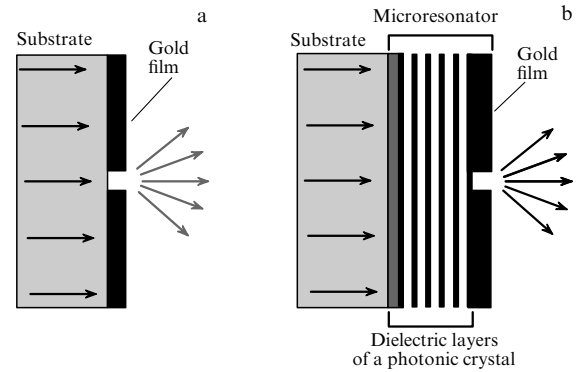 a
Substrate
Gold
film
b
Microresonator
Substrate
Gold
film
Dielectric layers
of a photonic crystal